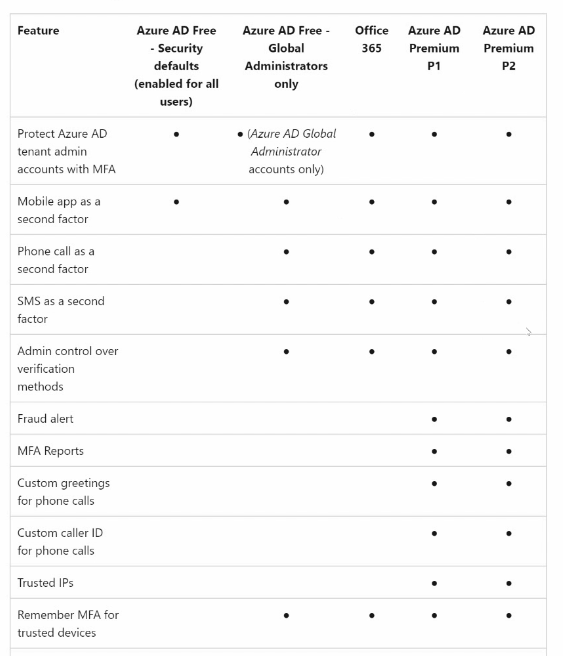 Feature
Azure AD Free
- Security
defaults
(enabled for all
users)
Azure AD Free -
Global
Administrators
only
Office
365
Azure AD
Premium
P1
Azure AD
Premium
P2
Protect Azure AD
tenant admin
accounts with MFA
●
● (Azure AD Global
Administrator
accounts only)
●
●
●
Mobile app as a
second factor
●
●
●
●
●
Phone call as a
second factor
●
●
●
●
SMS as a second
factor
●
●
●
●
Admin control over
verification
methods
●
●
●
●
Fraud alert
●
●
MFA Reports
●
●
Custom greetings
for phone calls
●
●
Custom caller ID
for phone calls
●
●
Trusted IPs
●
●
Remember MFA for
trusted devices
●
●
●
●